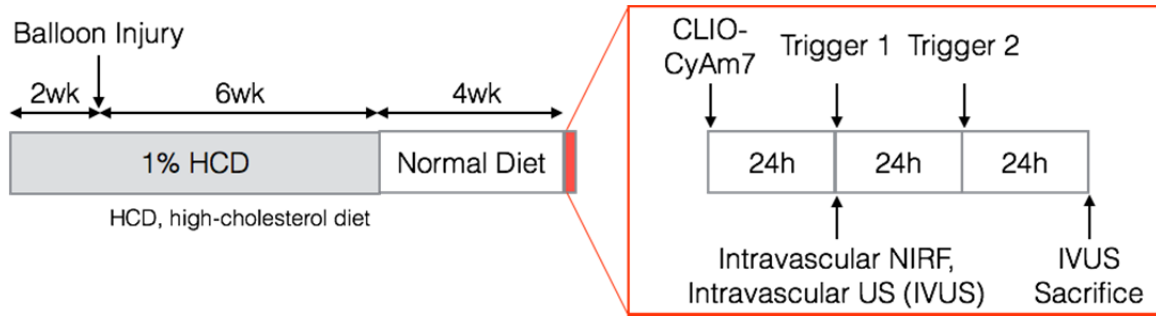 Balloon Injury
2wk
6wk
4wk
1% HCD
Normal Diet
HCD, high-cholesterol diet
CLIO-
CyAm7
Trigger 1
Trigger 2
24h
24h
24h
Intravascular NIRF,
Intravascular US (IVUS)
IVUS
Sacrifice